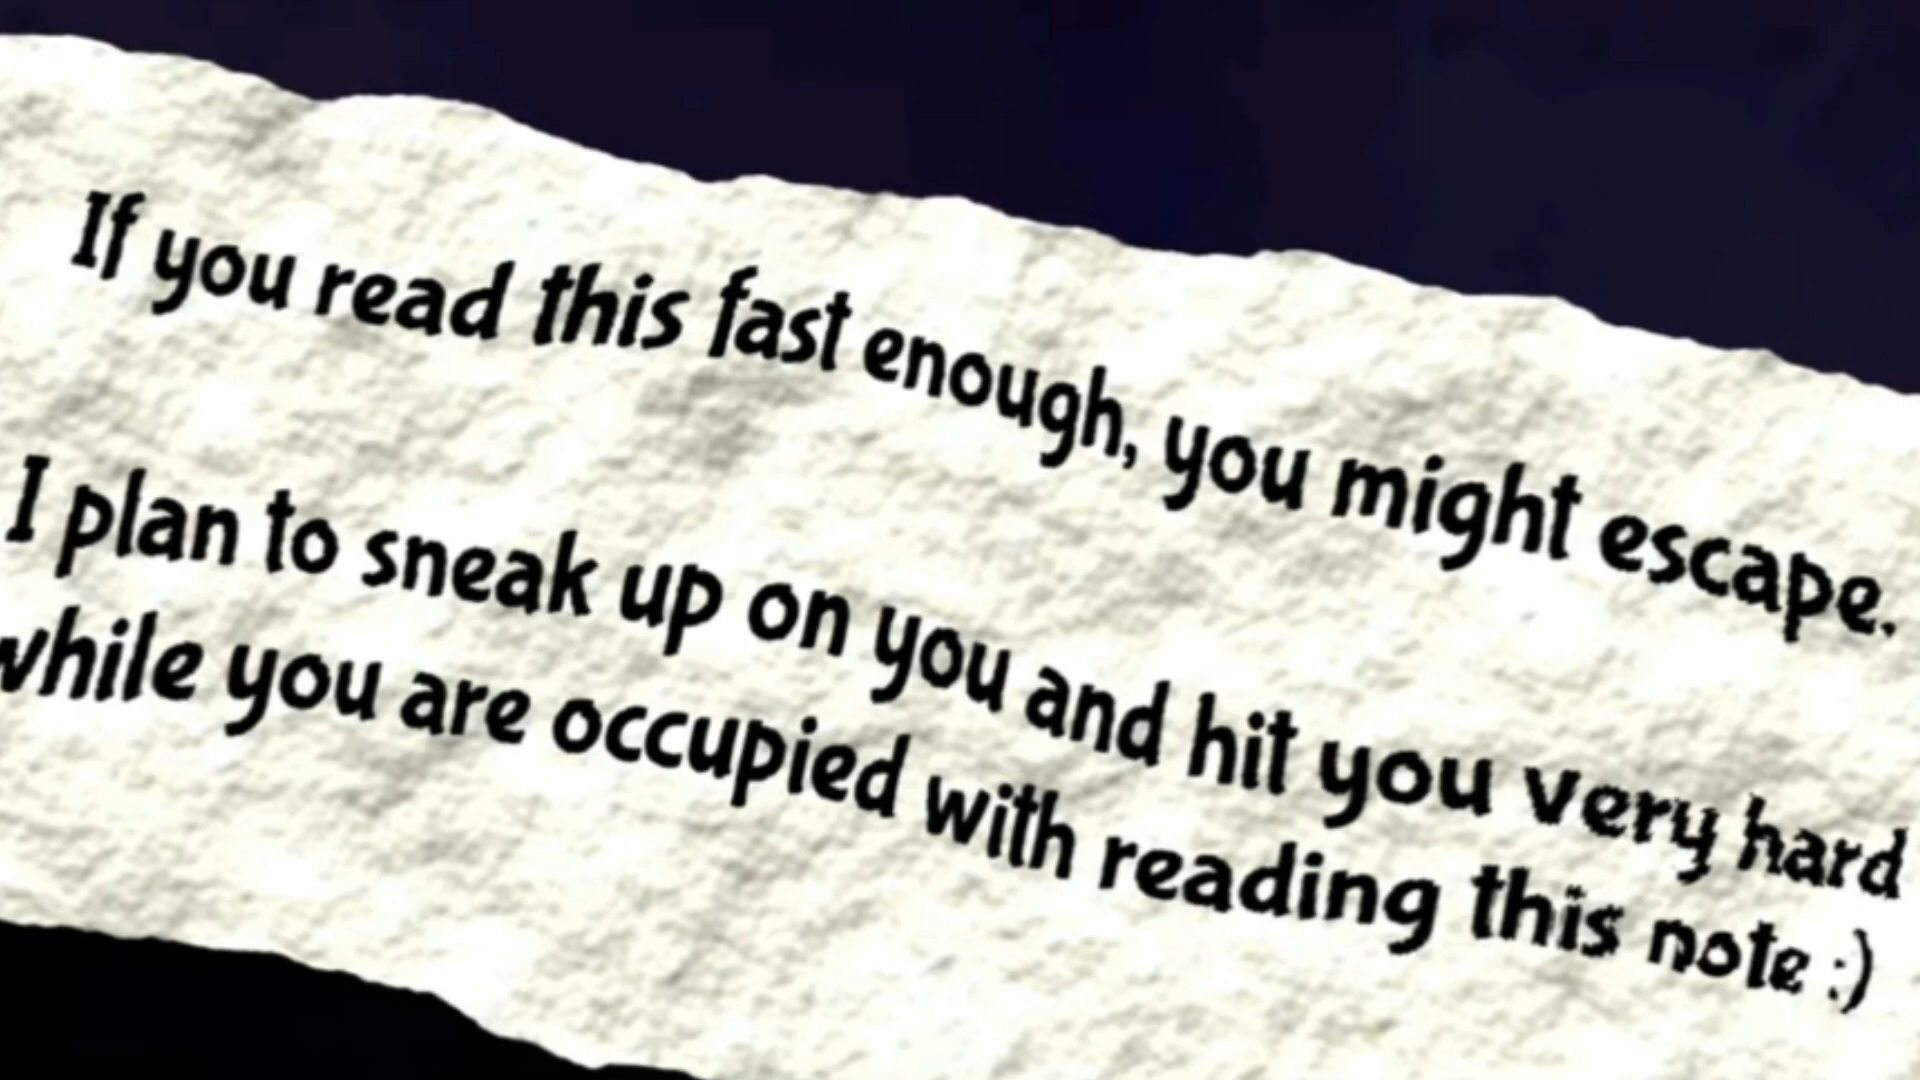 If you read this fast enough, you might escape.
I plan to sneak up on you and hit you very hard
while you are occupied with reading this note :)